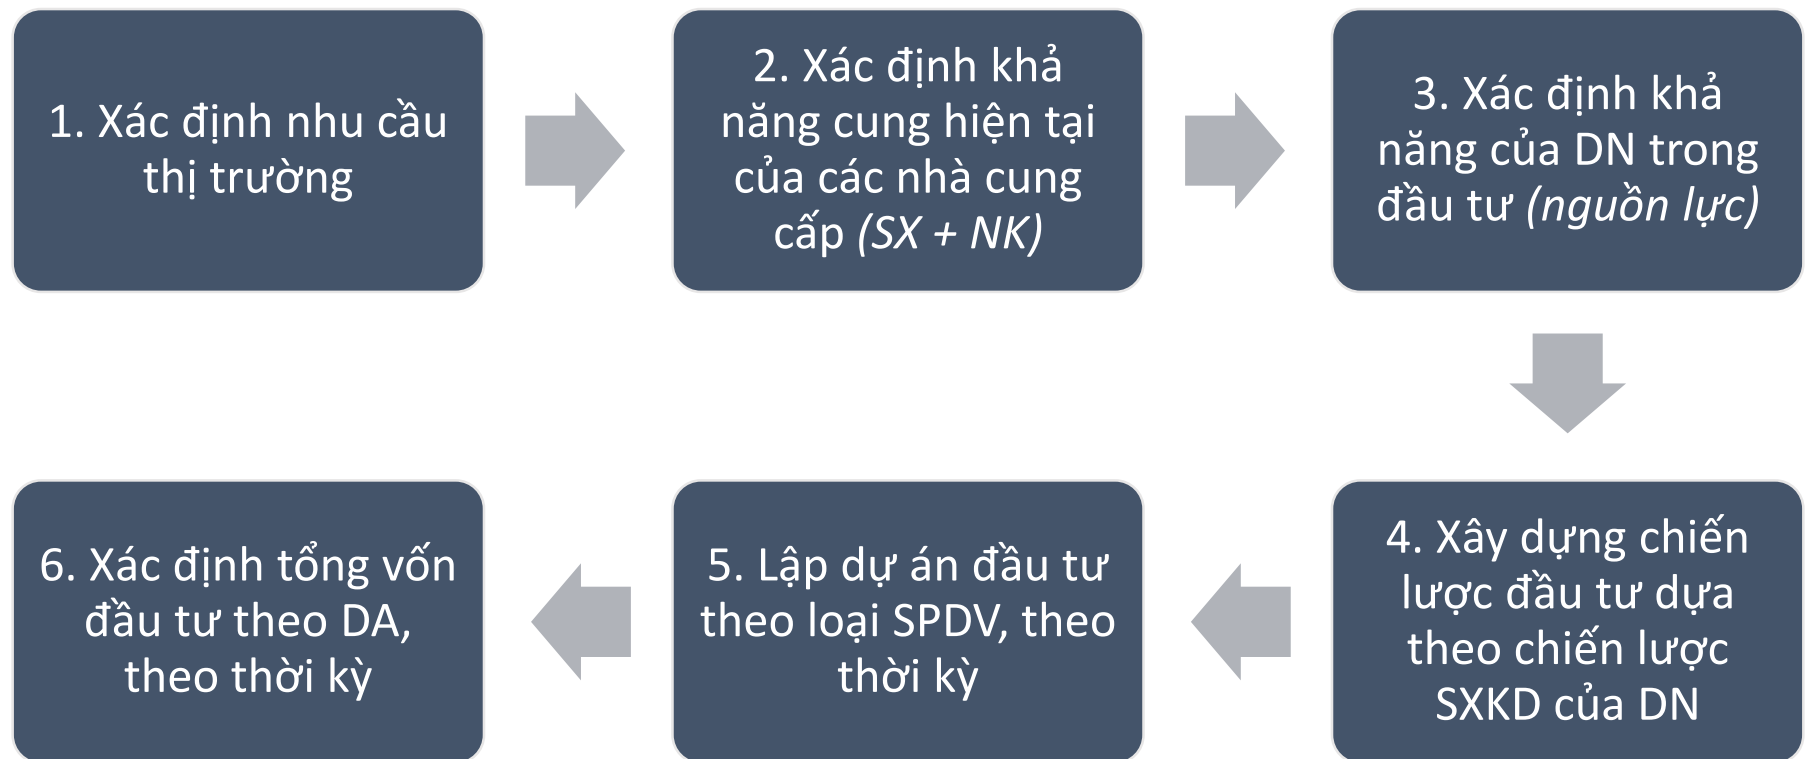 1. Xác định nhu cầu
thị trường
2. Xác định khả
năng cung hiện tại
của các nhà cung
cấp (SX + NK)
3. Xác định khả
năng của DN trong
đầu tư (nguồn lực)
4. Xây dựng chiến
lược đầu tư dựa
theo chiến lược
SXKD của DN
5. Lập dự án đầu tư
theo loại SPDV, theo
thời kỳ
6. Xác định tổng vốn
đầu tư theo DA,
theo thời kỳ